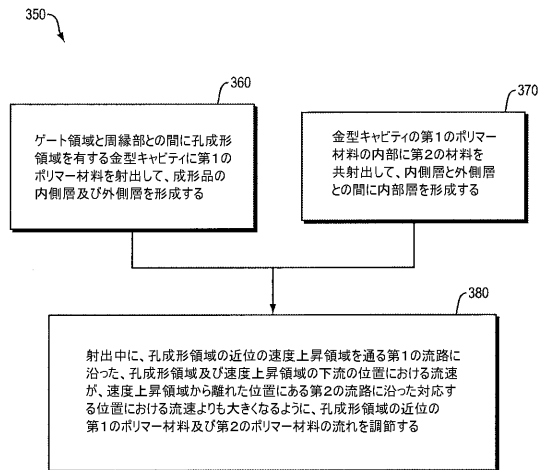 350
360
ゲート領域と周縁部との間に孔成形
領域を有する金型キャビティに第1の
ポリマー材料を射出して、成形品の
内側層及び外側層を成形する
370
金型キャビティの第1のポリマー
材料の内部に第2の材料を
共射出して、内側層と外側層
との間に内部層を形成する
380
射出中に、孔成形領域の近位の速度上昇領域を通る第1の流路に
沿った、孔成形領域及び速度上昇領域の下流の位置における流速
が、速度上昇領域から離れた位置にある第2の流路に沿った対応す
る位置における流速よりも大きくなるように、孔成形領域の近位の
第1のポリマー材料及び第2のポリマー材料の流れを調節する